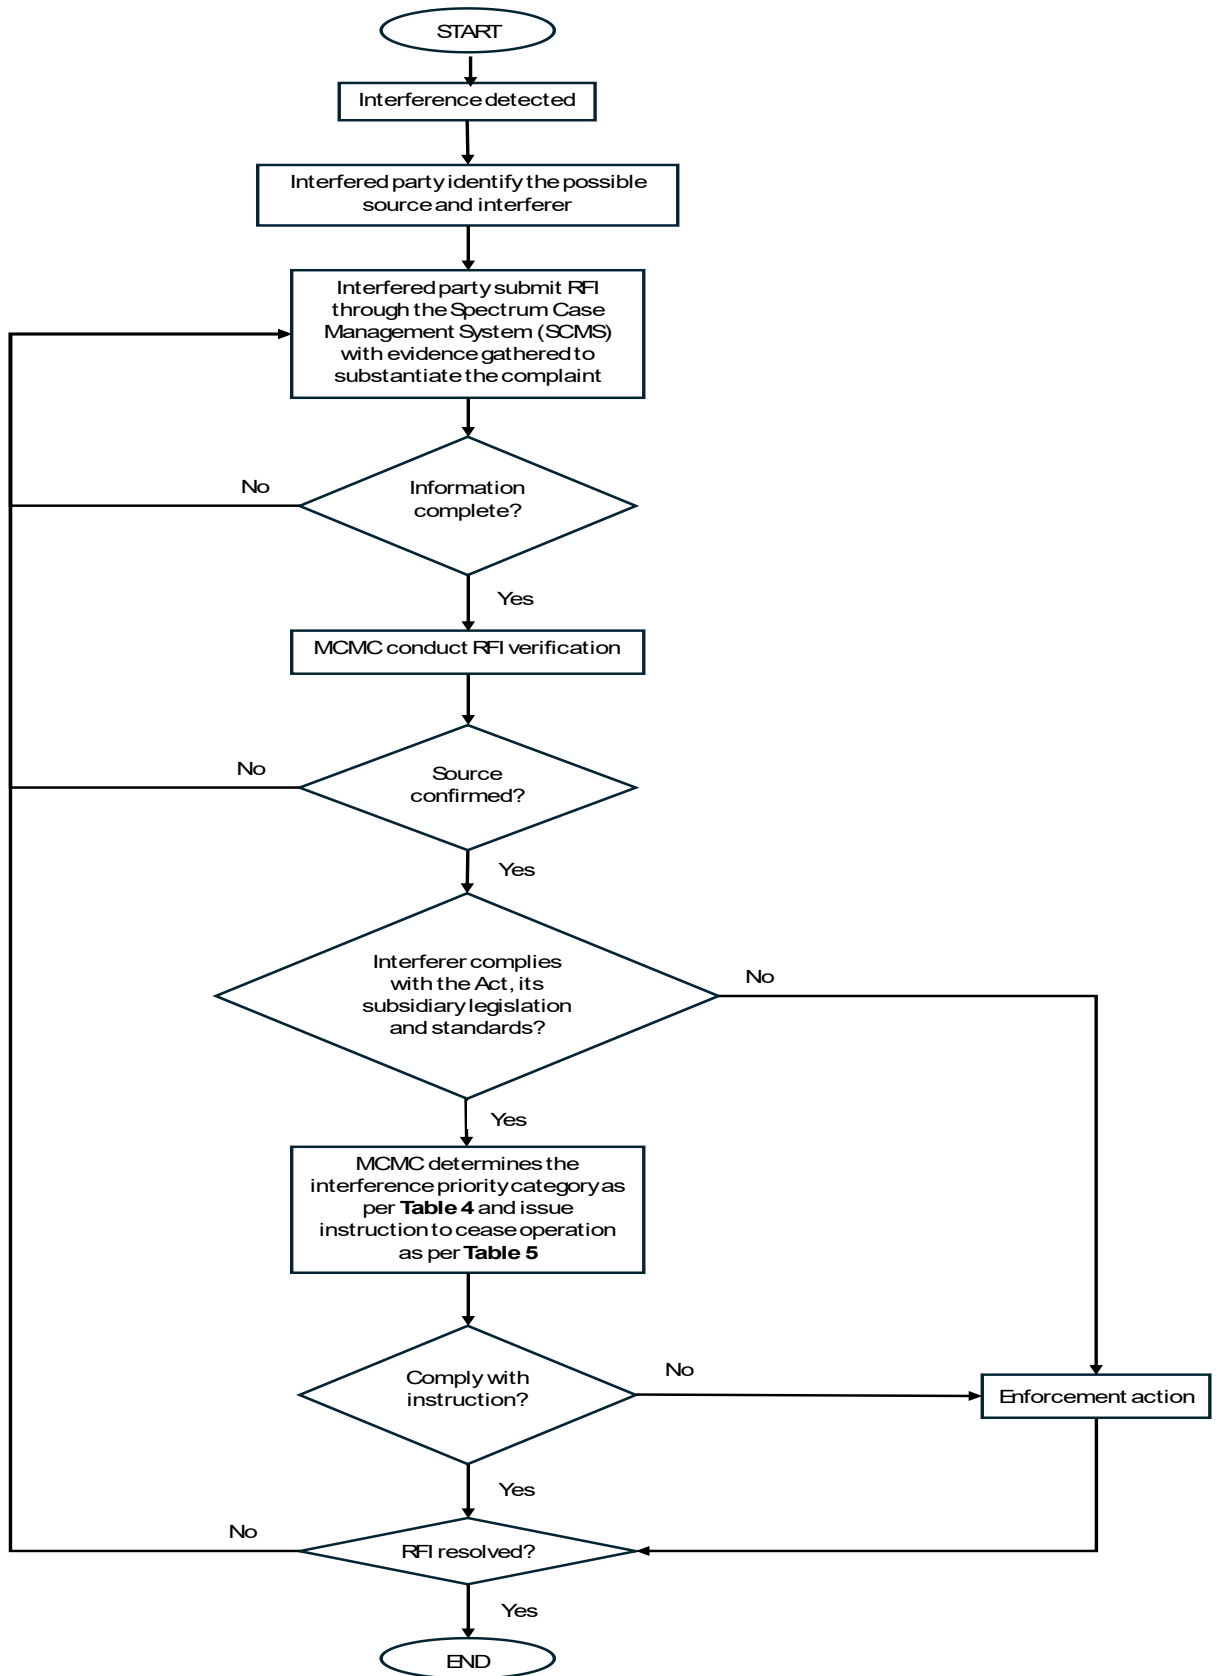 START
Interference detected
Interfered party identify the possible
source and interferer
Interfered party submit RFI
through the Spectrum Case
Management System (SCMS)
with evidence gathered to
substantiate the complaint
No
Information
complete?
Yes
MCMC conduct RFI verification
No
Source
confirmed?
Yes
Interferer complies
with the Act, its
subsidiary legislation
and standards?
No
Yes
MCMC determines the
interference priority category as
per Table 4 and issue
instruction to cease operation
as per Table 5
Comply with
instruction?
No
Enforcement action
Yes
No
RFI resolved?
Yes
END